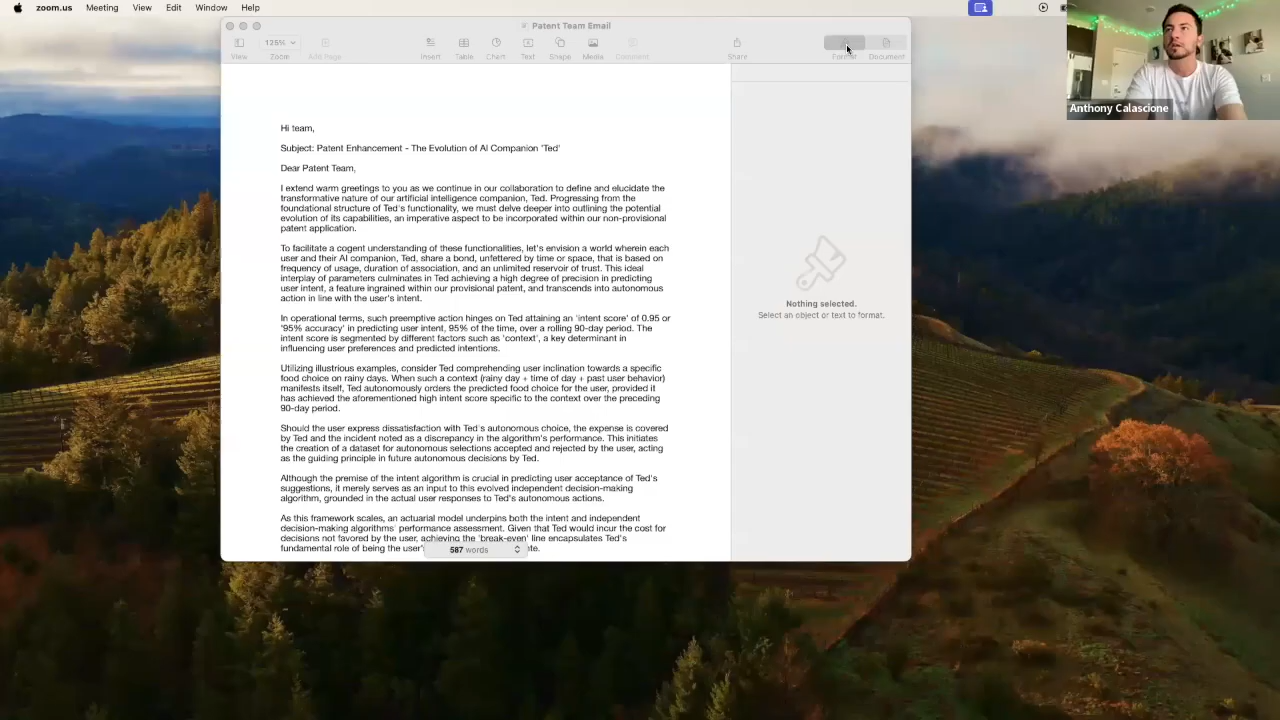 zoom.us Meeting View Edit Window Help
Patent Team Email
125%
View Zoom Add Page Insert Table Chart Text Shape Media Comment Share Format Document
Anthony Calascione
Hi team,
Subject: Patent Enhancement - The Evolution of AI Companion 'Ted'
Dear Patent Team,
I extend warm greetings to you as we continue in our collaboration to define and elucidate the
transformative nature of our artificial intelligence companion, Ted. Progressing from the
foundational structure of Ted's functionality, we must delve deeper into outlining the potential
evolution of its capabilities, an imperative aspect to be incorporated within our non-provisional
patent application.
To facilitate a cogent understanding of these functionalities, let's envision a world wherein each
user and their AI companion, Ted, share a bond, unfettered by time or space, that is based on
frequency of usage, duration of association, and an unlimited reservoir of trust. This ideal
interplay of parameters culminates in Ted achieving a high degree of precision in predicting
user intent, a feature ingrained within our provisional patent, and transcends into autonomous
action in line with the user's intent.
In operational terms, such preemptive action hinges on Ted attaining an 'intent score' of 0.95 or
'95% accuracy' in predicting user intent, 95% of the time, over a rolling 90-day period. The
intent score is segmented by different factors such as 'context', a key determinant in
influencing user preferences and predicted intentions.
Utilizing illustrious examples, consider Ted comprehending user inclination towards a specific
food choice on rainy days. When such a context (rainy day + time of day + past user behavior)
manifests itself, Ted autonomously orders the predicted food choice for the user, provided it
has achieved the aforementioned high intent score specific to the context over the preceding
90-day period.
Should the user express dissatisfaction with Ted's autonomous choice, the expense is covered
by Ted and the incident noted as a discrepancy in the algorithm's performance. This initiates
the creation of a dataset for autonomous selections accepted and rejected by the user, acting
as the guiding principle in future autonomous decisions by Ted.
Although the premise of the intent algorithm is crucial in predicting user acceptance of Ted's
suggestions, it merely serves as an input to this evolved independent decision-making
algorithm, grounded in the actual user responses to Ted's autonomous actions.
As this framework scales, an actuarial model underpins both the intent and independent
decision-making algorithms' performance assessment. Given that Ted would incur the cost for
decisions not favored by the user, achieving the 'break-even' line encapsulates Ted's
fundamental role of being the user's
587 words
Nothing selected.
Select an object or text to format.